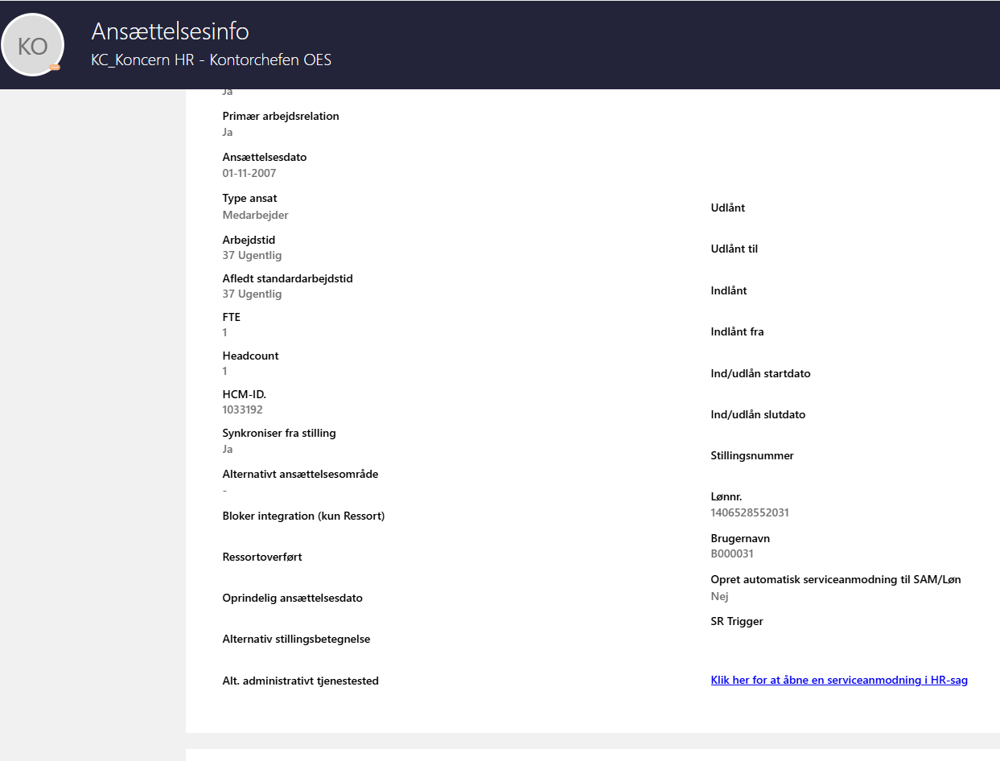 KO
Ansættelsesinfo
KC_Koncern HR - Kontorchefen OES
Ja
Primær arbejdsrelation
Ja
Ansættelsesdato
01-11-2007
Type ansat
Medarbejder
Arbejdstid
37 Ugentlig
Afledt standardarbejdstid
37 Ugentlig
FTE
1
Headcount
1
HCM-ID.
1033192
Synkroniser fra stilling
Ja
Alternativt ansættelsesområde
-
Bloker integration (kun Ressort)
Ressortoverført
Oprindelig ansættelsesdato
Alternativ stillingsbetegnelse
Alt. administrativt tjenestested
Udlånt
Udlånt til
Indlånt
Indlånt fra
Ind/udlån startdato
Ind/udlån slutdato
Stillingsnummer
Lønnr.
1406528552031
Brugernavn
B000031
Opret automatisk serviceanmodning til SAM/Løn
Nej
SR Trigger
Klik her for at åbne en serviceanmodning i HR-sag